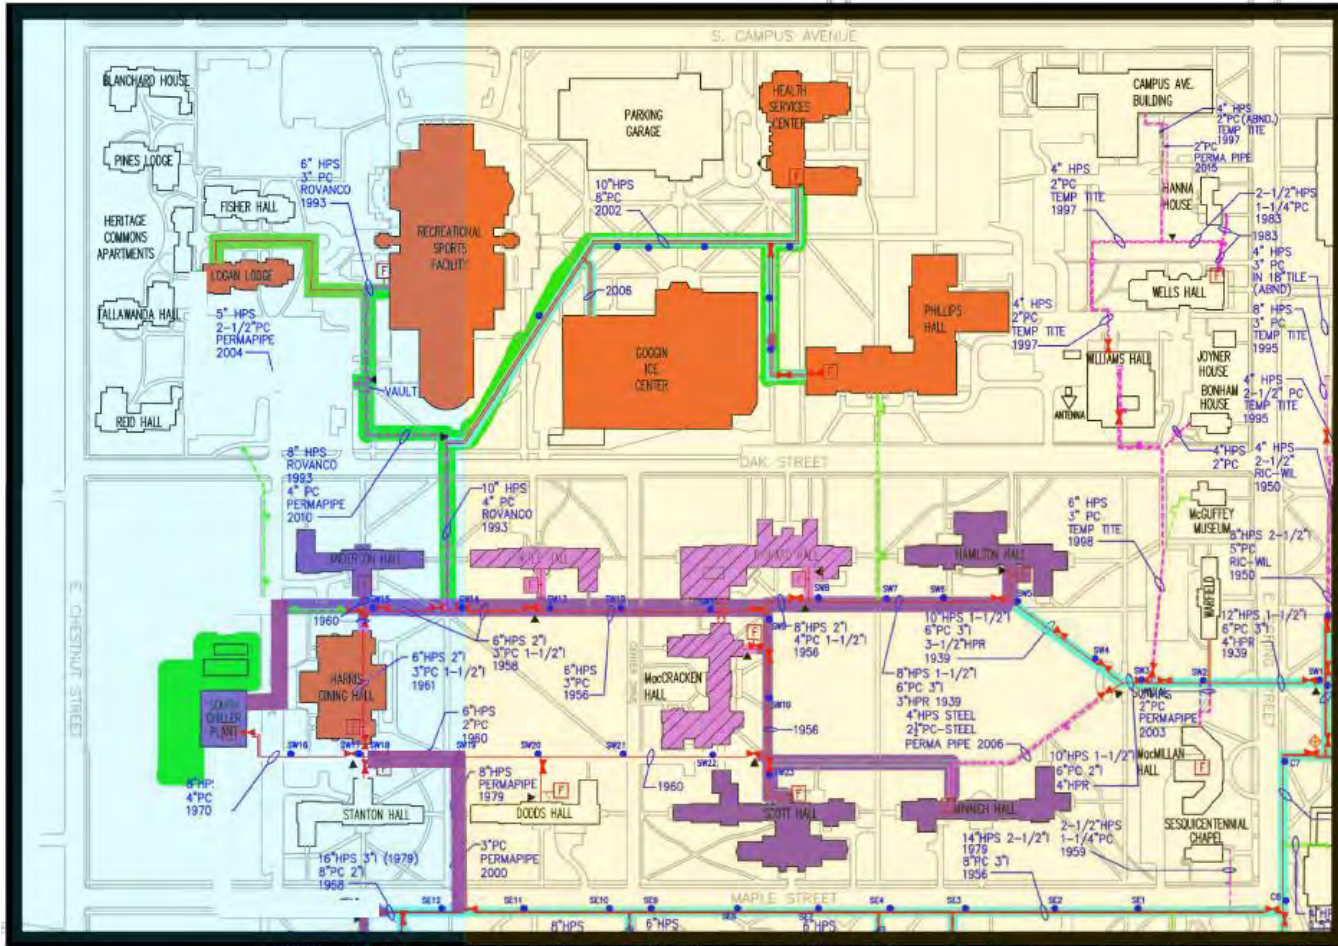 S. CAMPUS AVENUE
BLANCHARD HOUSE
PINES LODGE
FISHER HALL
HERITAGE
COMMONS
APARTMENTS
LOGAN LODGE
TALLAWANDA HALL
REID HALL
6" HPS
3" PC
ROVANCO
1993
5" HPS
2-1/2"PC
PERMAPIPE
2004
VAULT
F
RECREATIONAL
SPORTS
FACILITY
PARKING
GARAGE
HEALTH
SERVICES
CENTER
F
10"HPS
8"PC
2002
2006
GOGGIN
ICE
CENTER
PHILLIPS
HALL
F
CAMPUS AVE.
BUILDING
4" HPS
2"PC (ABND.)
TEMP TITE
1997
2"PC
PERMA PIPE
2015
4" HPS
2"PC
TEMP TITE
1997
HANNA
HOUSE
2-1/2"HPS
1-1/4"PC
1983
1983
4" HPS
3" PC
IN 18"TILE
(ABND)
F
WELLS HALL
4" HPS
2"PC
TEMP TITE
1997
8" HPS
3" PC
TEMP TITE
1995
WILLIAMS HALL
JOYNER
HOUSE
BONHAM
HOUSE
ANTENNA
4" HPS
2-1/2" PC
TEMP TITE
1995
OAK STREET
4"HPS
2"PC
4" HPS
2-1/2"
RIC-WIL
1950
8" HPS
ROVANCO
1993
4" PC
PERMAPIPE
2010
10" HPS
4" PC
ROVANCO
1993
6" HPS
3" PC
TEMP TITE
1998
McGUFFEY
MUSEUM
8"HPS 2-1/2"I
5"PC
RIC-WIL
1950
ANDERSON HALL
HAMILTON HALL
WARFIELD
SW15
SW14
SW13
SW8
SW7
SW5
SW9
1960
6"HPS 2"I
3"PC 1-1/2"I
1958
8"HPS 2"I
4"PC 1-1/2"I
1956
10"HPS 1-1/2"I
6"PC 3"I
3-1/2"HPR
1939
12"HPS 1-1/2"I
6"PC 3"I
4"HPR
1939
E CHESTNUT STREET
HARRIS
DINING HALL
6"HPS 2"I
3"PC 1-1/2"I
1961
6"HPS
3"PC
1956
MacCRACKEN
HALL
F
8"HPS 1-1/2"I
6"PC 3"I
3"HPR 1939
4"HPS STEEL
2½"PC-STEEL
PERMA PIPE 2006
SW4
SW3
SW2
SW1
SOUTH
CHILLER
PLANT
6"HPS
2"PC
1960
SW10
1956
2"PC
PERMAPIPE
2003
SW16
SW18
SW19
SW20
SW21
SW22
SW23
MacMILLAN
HALL
F
C7
4"PC
1970
8"HPS
PERMAPIPE
1979
1960
10"HPS 1-1/2"I
6"PC 2"I
4"HPR
STANTON HALL
DODDS HALL
F
SCOTT HALL
MINNICH HALL
SESQUICENTENNIAL
CHAPEL
16"HPS 3"I (1979)
8"PC 2"I
1968
3"PC
PERMAPIPE
2000
14"HPS 2-1/2"I
1979
8"PC 3"I
1956
2-1/2"HPS
1-1/4"PC
1959
MAPLE STREET
SE12
SE11
SE10
SE9
SE4
SE3
SE2
SE1
C8
8"HPS
6"HPS
6"HPS